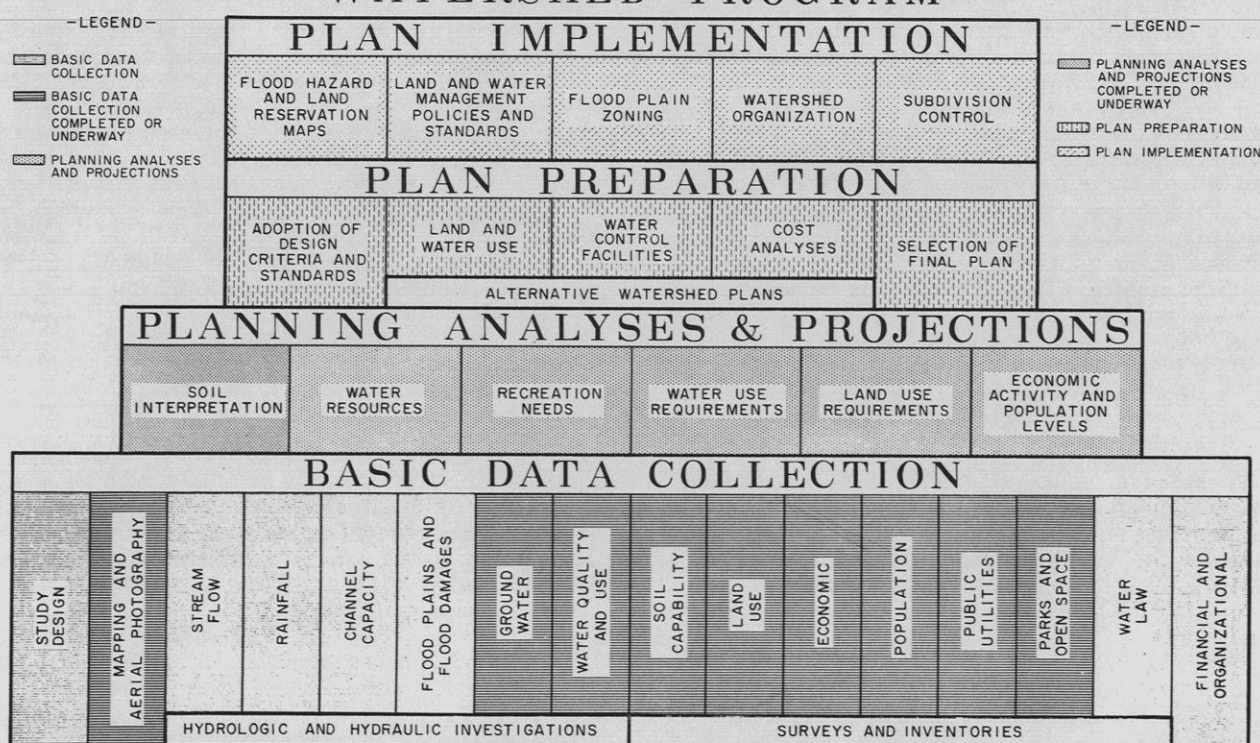 WATERSHED PROGRAM
-LEGEND-
BASIC DATA
COLLECTION
BASIC DATA
COLLECTION
COMPLETED OR
UNDERWAY
PLANNING ANALYSES
AND PROJECTIONS
-LEGEND-
PLANNING ANALYSES
AND PROJECTIONS
COMPLETED OR
UNDERWAY
PLAN PREPARATION
PLAN IMPLEMENTATION
PLAN IMPLEMENTATION
FLOOD HAZARD
AND LAND
RESERVATION
MAPS
LAND AND WATER
MANAGEMENT
POLICIES AND
STANDARDS
FLOOD PLAIN
ZONING
WATERSHED
ORGANIZATION
SUBDIVISION
CONTROL
PLAN PREPARATION
ADOPTION OF
DESIGN
CRITERIA AND
STANDARDS
LAND AND
WATER USE
WATER
CONTROL
FACILITIES
COST
ANALYSES
SELECTION OF
FINAL PLAN
ALTERNATIVE WATERSHED PLANS
PLANNING ANALYSES & PROJECTIONS
SOIL
INTERPRETATION
WATER
RESOURCES
RECREATION
NEEDS
WATER USE
REQUIREMENTS
LAND USE
REQUIREMENTS
ECONOMIC
ACTIVITY AND
POPULATION
LEVELS
BASIC DATA COLLECTION
STUDY
DESIGN
MAPPING AND
AERIAL PHOTOGRAPHY
STREAM
FLOW
RAINFALL
CHANNEL
CAPACITY
FLOOD PLAINS AND
FLOOD DAMAGES
GROUND
WATER
WATER QUALITY
AND USE
SOIL
CAPABILITY
LAND
USE
ECONOMIC
POPULATION
PUBLIC
UTILITIES
PARKS AND
OPEN SPACE
WATER
LAW
FINANCIAL AND
ORGANIZATIONAL
HYDROLOGIC AND HYDRAULIC INVESTIGATIONS
SURVEYS AND INVENTORIES